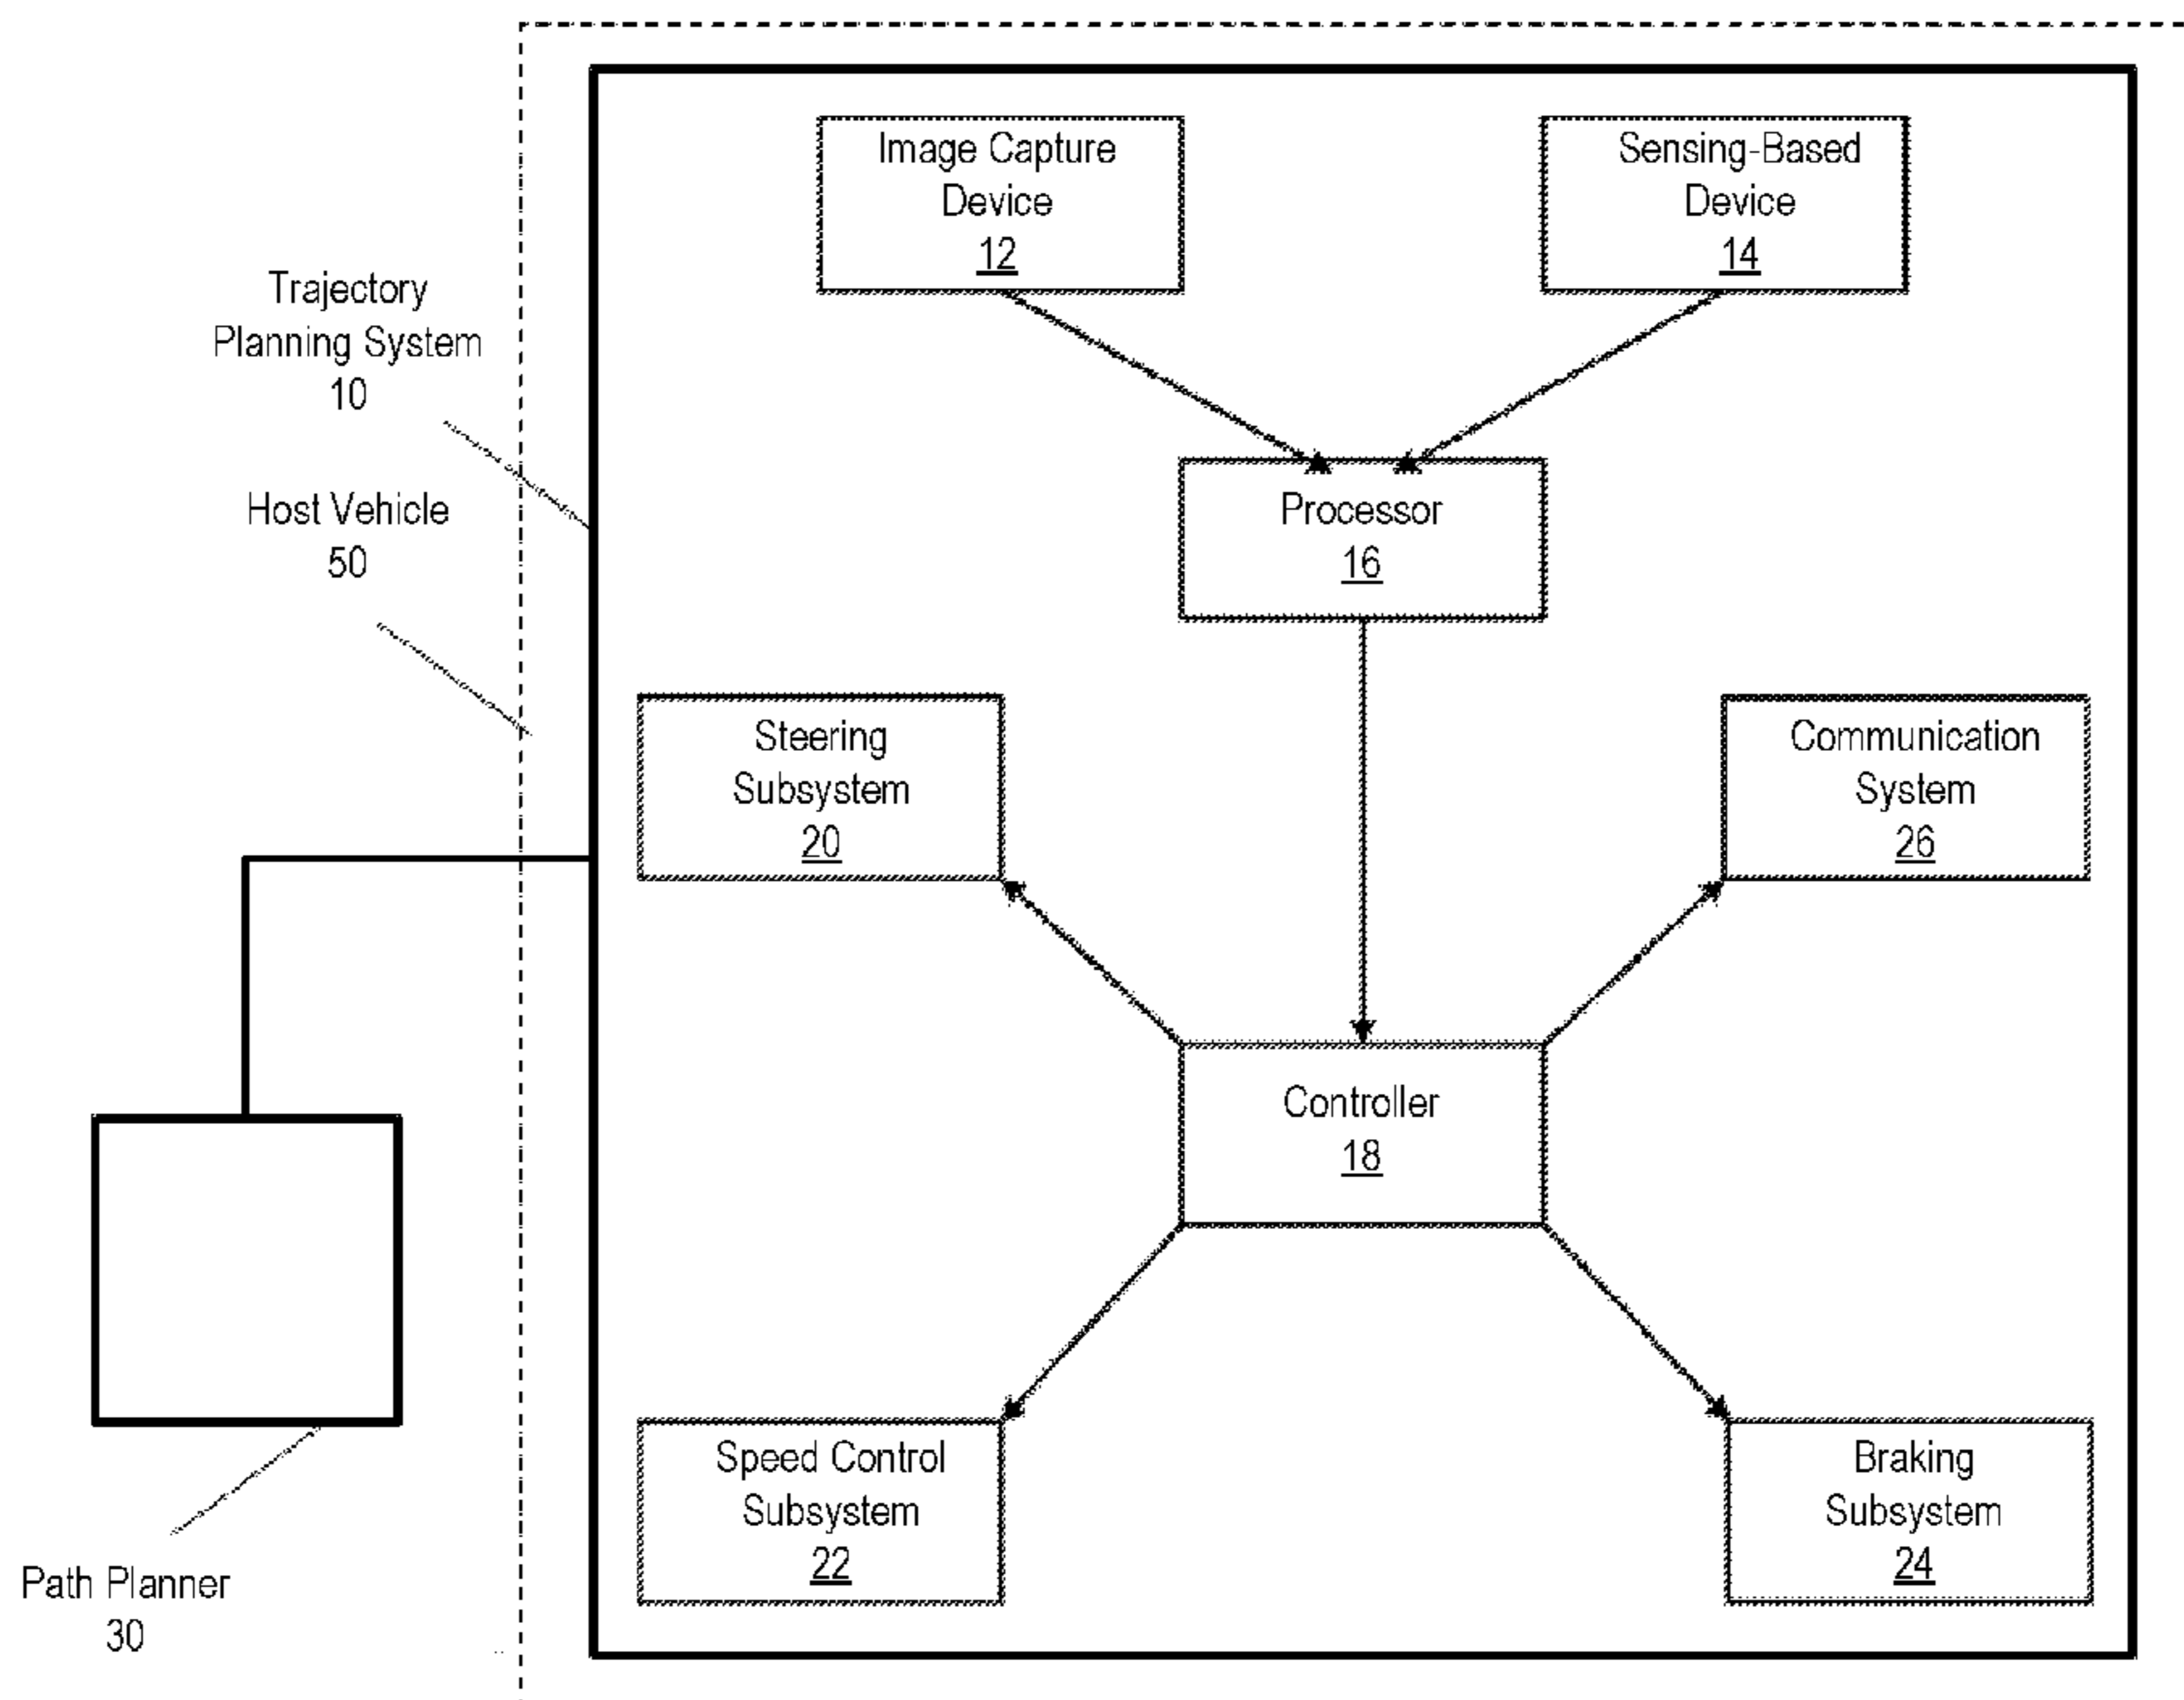 Image Capture
Device
12
Sensing-Based
Device
14
Trajectory
Planning System
10
Host Vehicle
50
Processor
16
Steering
Subsystem
20
Communication
System
26
Controller
18
Speed Control
Subsystem
22
Braking
Subsystem
24
Path Planner
30